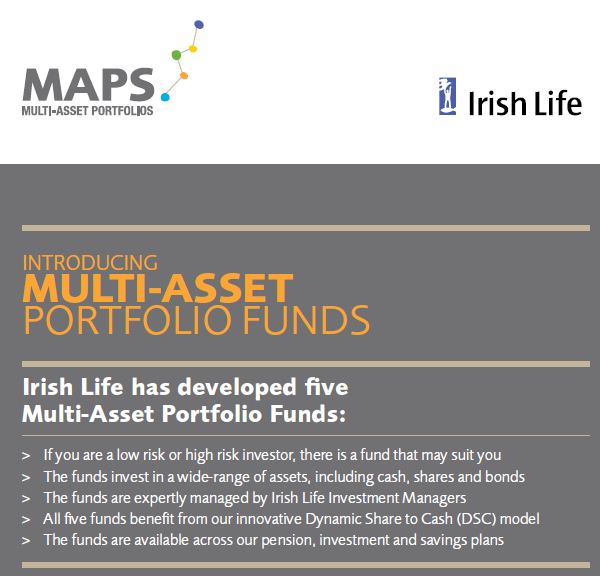 MAPS
MULTI-ASSET PORTFOLIOS
Irish Life
INTRODUCING
MULTI-ASSET
PORTFOLIO FUNDS
Irish Life has developed five
Multi-Asset Portfolio Funds:
> If you are a low risk or high risk investor, there is a fund that may suit you
> The funds invest in a wide-range of assets, including cash, shares and bonds
> The funds are expertly managed by Irish Life Investment Managers
> All five funds benefit from our innovative Dynamic Share to Cash (DSC) model
> The funds are available across our pension, investment and savings plans